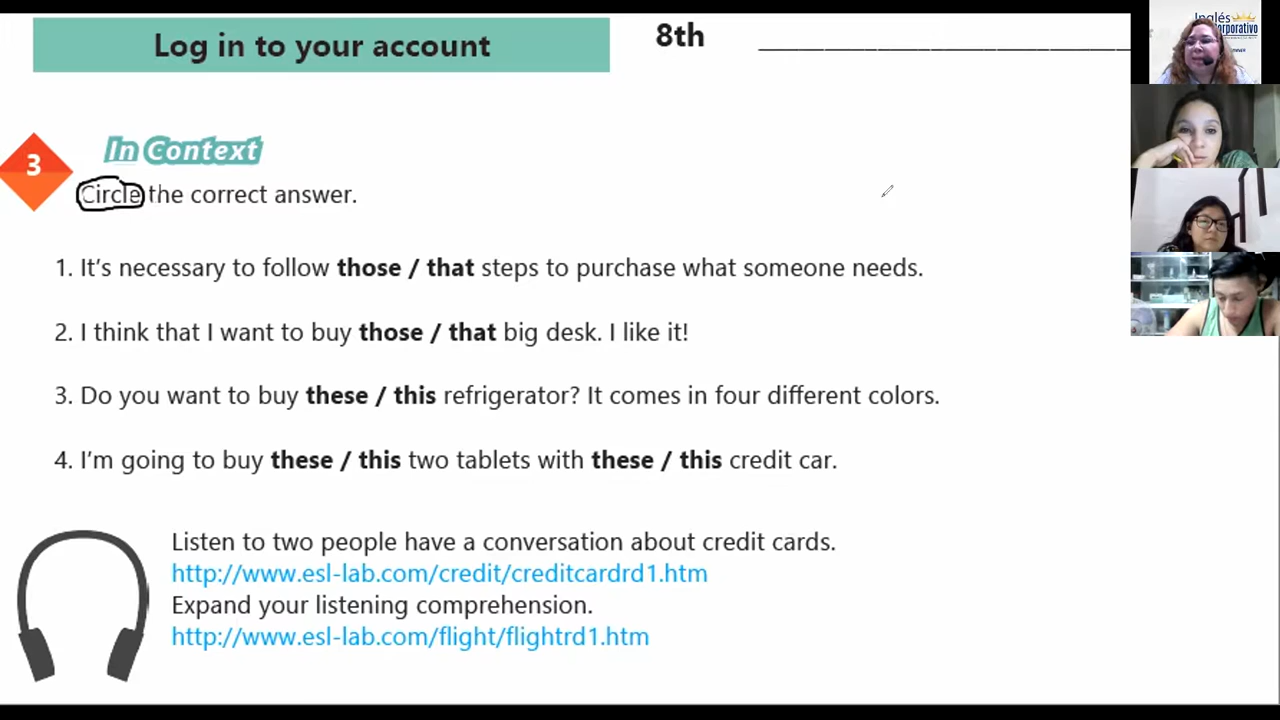 Log in to your account
8th
Inglés
orporativo
3
In Context
Circle the correct answer.
1. It’s necessary to follow those / that steps to purchase what someone needs.
2. I think that I want to buy those / that big desk. I like it!
3. Do you want to buy these / this refrigerator? It comes in four different colors.
4. I’m going to buy these / this two tablets with these / this credit car.
Listen to two people have a conversation about credit cards.
http://www.esl-lab.com/credit/creditcardrd1.htm
Expand your listening comprehension.
http://www.esl-lab.com/flight/flightrd1.htm